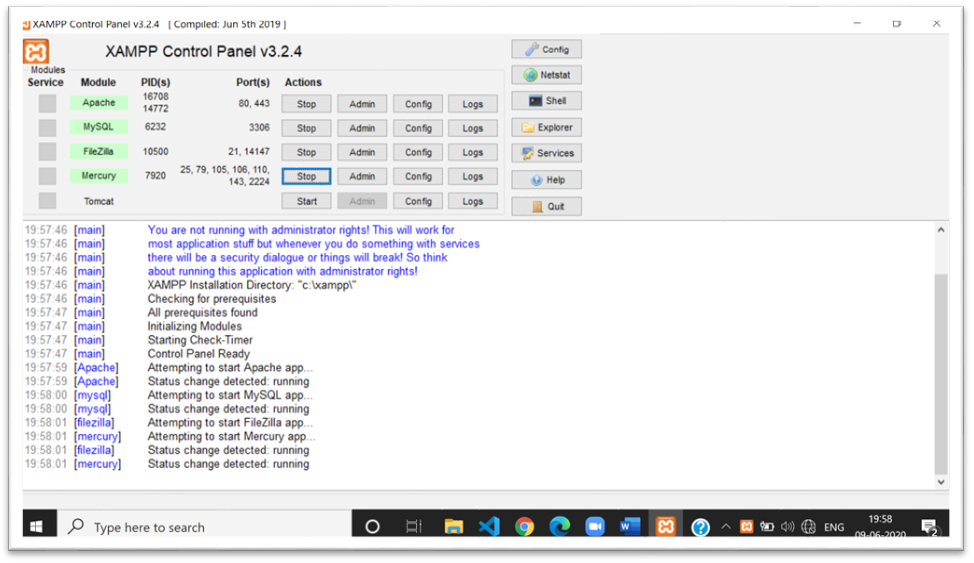 XAMPP Control Panel v3.2.4 [ Compiled: Jun 5th 2019 ]
XAMPP Control Panel v3.2.4
Config
Modules
Service Module PID(s) Port(s) Actions
Netstat
Apache 16708 14772 80, 443 Stop Admin Config Logs
Shell
MySQL 6232 3306 Stop Admin Config Logs
Explorer
FileZilla 10500 21, 14147 Stop Admin Config Logs
Services
Mercury 7920 25, 79, 105, 106, 110, 143, 2224 Stop Admin Config Logs
Help
Tomcat Start Admin Config Logs
Quit
19:57:46 [main] You are not running with administrator rights! This will work for
19:57:46 [main] most application stuff but whenever you do something with services
19:57:46 [main] there will be a security dialogue or things will break! So think
19:57:46 [main] about running this application with administrator rights!
19:57:46 [main] XAMPP Installation Directory: "c:\xampp\"
19:57:46 [main] Checking for prerequisites
19:57:47 [main] All prerequisites found
19:57:47 [main] Initializing Modules
19:57:47 [main] Starting Check-Timer
19:57:47 [main] Control Panel Ready
19:57:59 [Apache] Attempting to start Apache app...
19:57:59 [Apache] Status change detected: running
19:58:00 [mysql] Attempting to start MySQL app...
19:58:00 [mysql] Status change detected: running
19:58:01 [filezilla] Attempting to start FileZilla app...
19:58:01 [mercury] Attempting to start Mercury app...
19:58:01 [filezilla] Status change detected: running
19:58:01 [mercury] Status change detected: running
Type here to search
ENG
19:58
09-06-2020
2